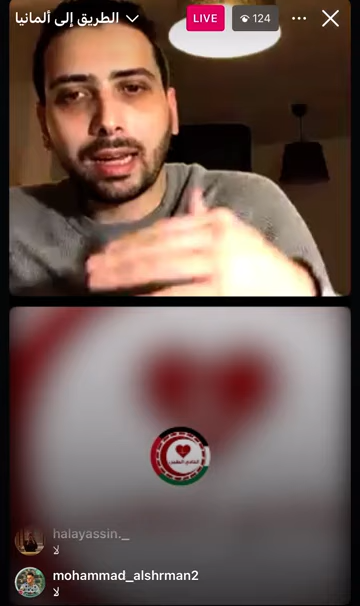 الطريق إلى ألمانيا
LIVE
124
halayassin._
لا
mohammad_alshrman2
لا